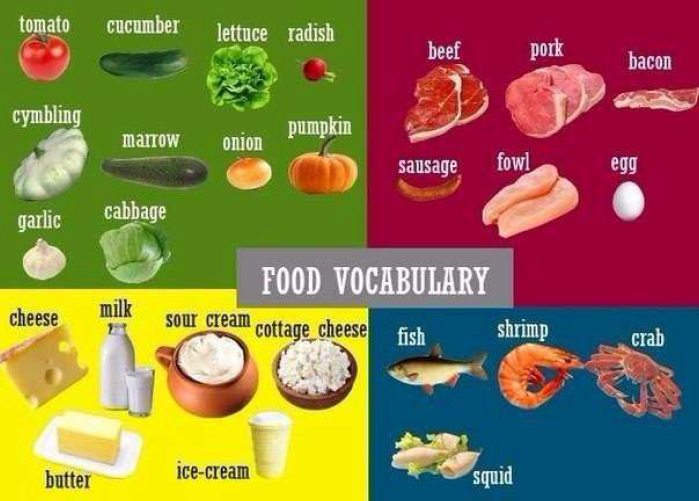 tomato
cucumber
lettuce
radish
cymbling
marrow
onion
pumpkin
garlic
cabbage
beef
pork
bacon
sausage
fowl
egg
FOOD VOCABULARY
cheese
milk
sour cream
cottage cheese
butter
ice-cream
fish
shrimp
crab
squid